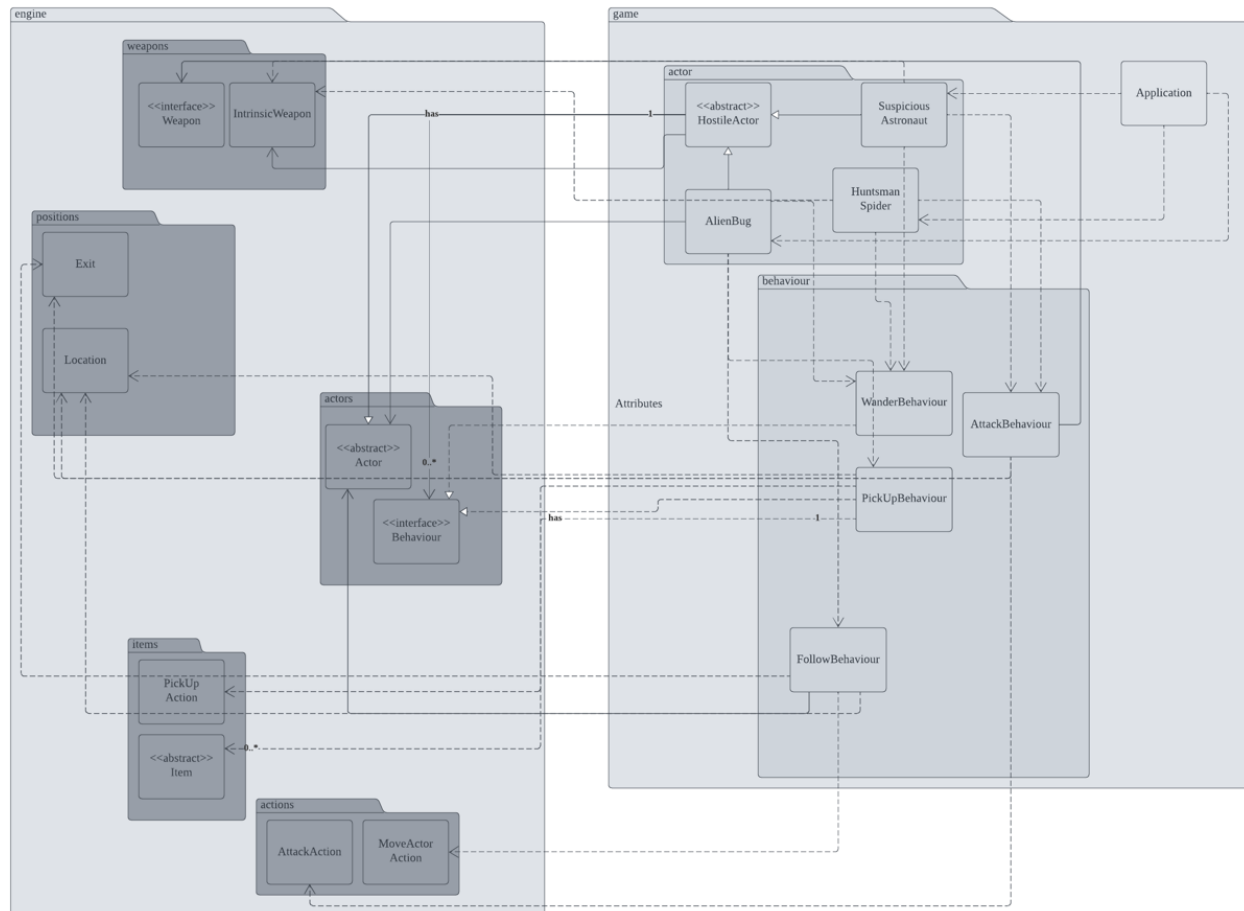 engine
game
weapons
<<interface>>
Weapon
IntrinsicWeapon
actor
<<abstract>>
HostileActor
Suspicious
Astronaut
Application
has
1
Huntsman
Spider
AlienBug
positions
Exit
Location
behaviour
actors
<<abstract>>
Actor
0..*
<<interface>>
Behaviour
Attributes
WanderBehaviour
AttackBehaviour
PickUpBehaviour
has
1
FollowBehaviour
items
PickUp
Action
0..*
<<abstract>>
Item
actions
AttackAction
MoveActor
Action